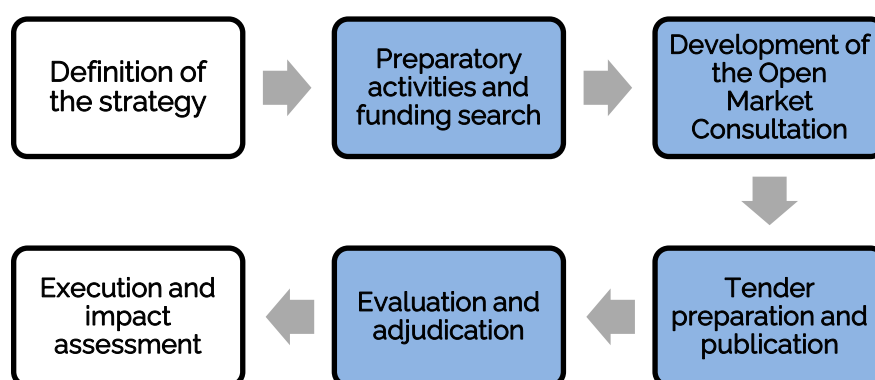 Definition of
the strategy
Preparatory
activities and
funding search
Development of
the Open
Market
Consultation
Tender
preparation and
publication
Evaluation and
adjudication
Execution and
impact
assessment